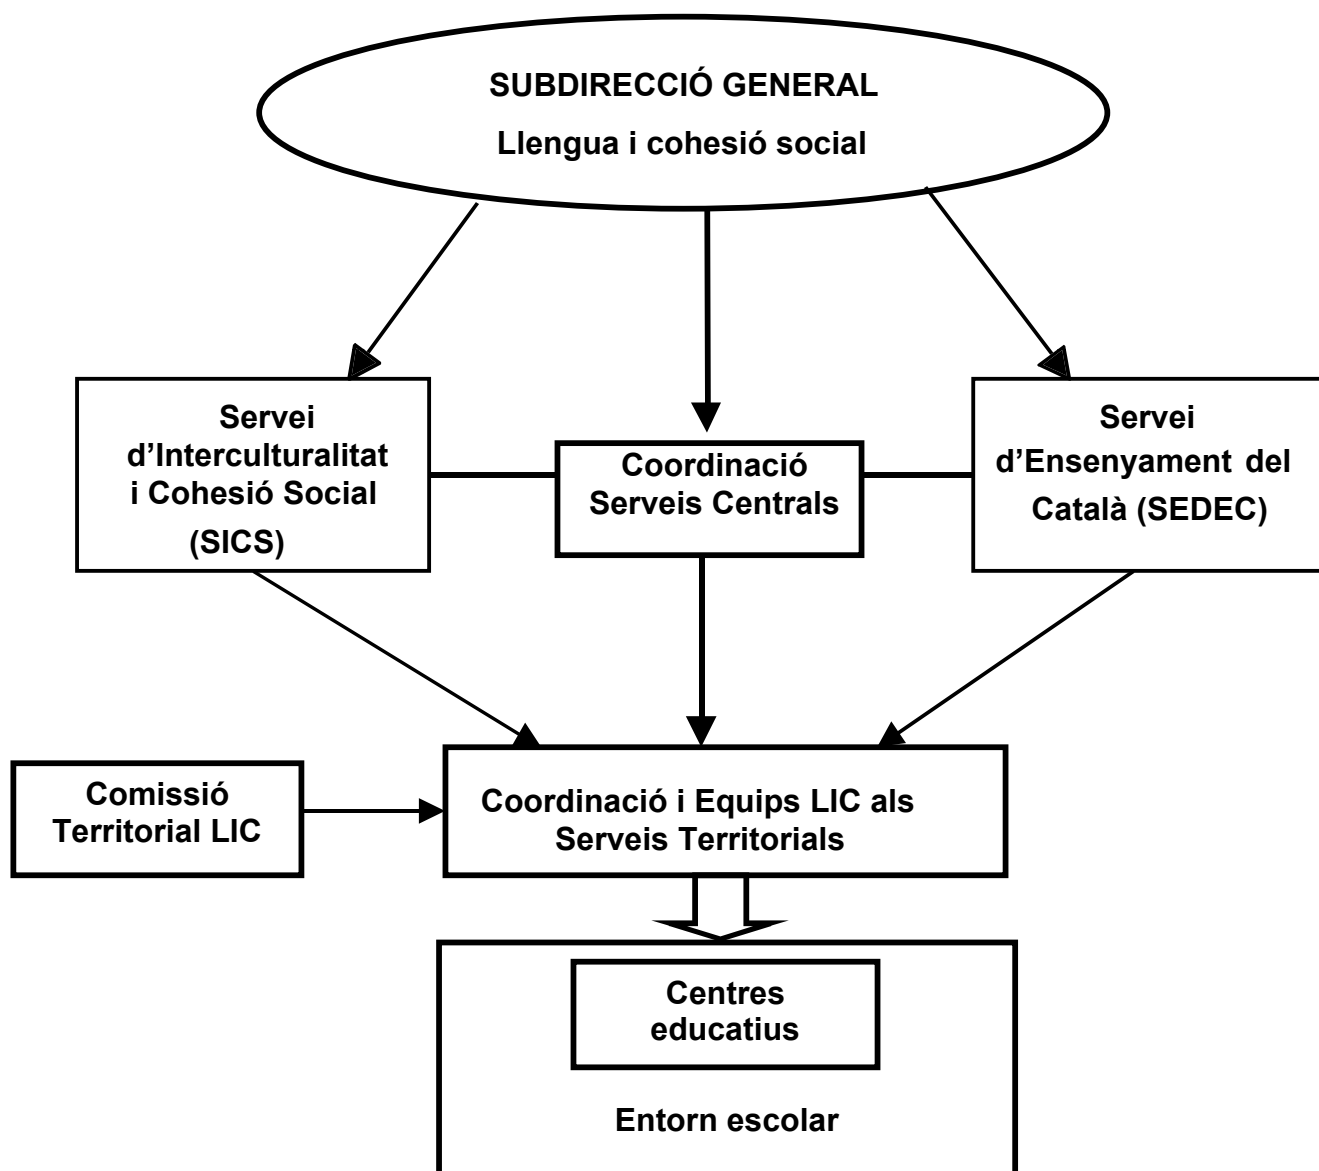 SUBDIRECCIÓ GENERAL
Llengua i cohesió social
Servei
d’Interculturalitat
i Cohesió Social
(SICS)
Coordinació
Serveis Centrals
Servei
d’Ensenyament del
Català (SEDEC)
Comissió
Territorial LIC
Coordinació i Equips LIC als
Serveis Territorials
Centres
educatius
Entorn escolar